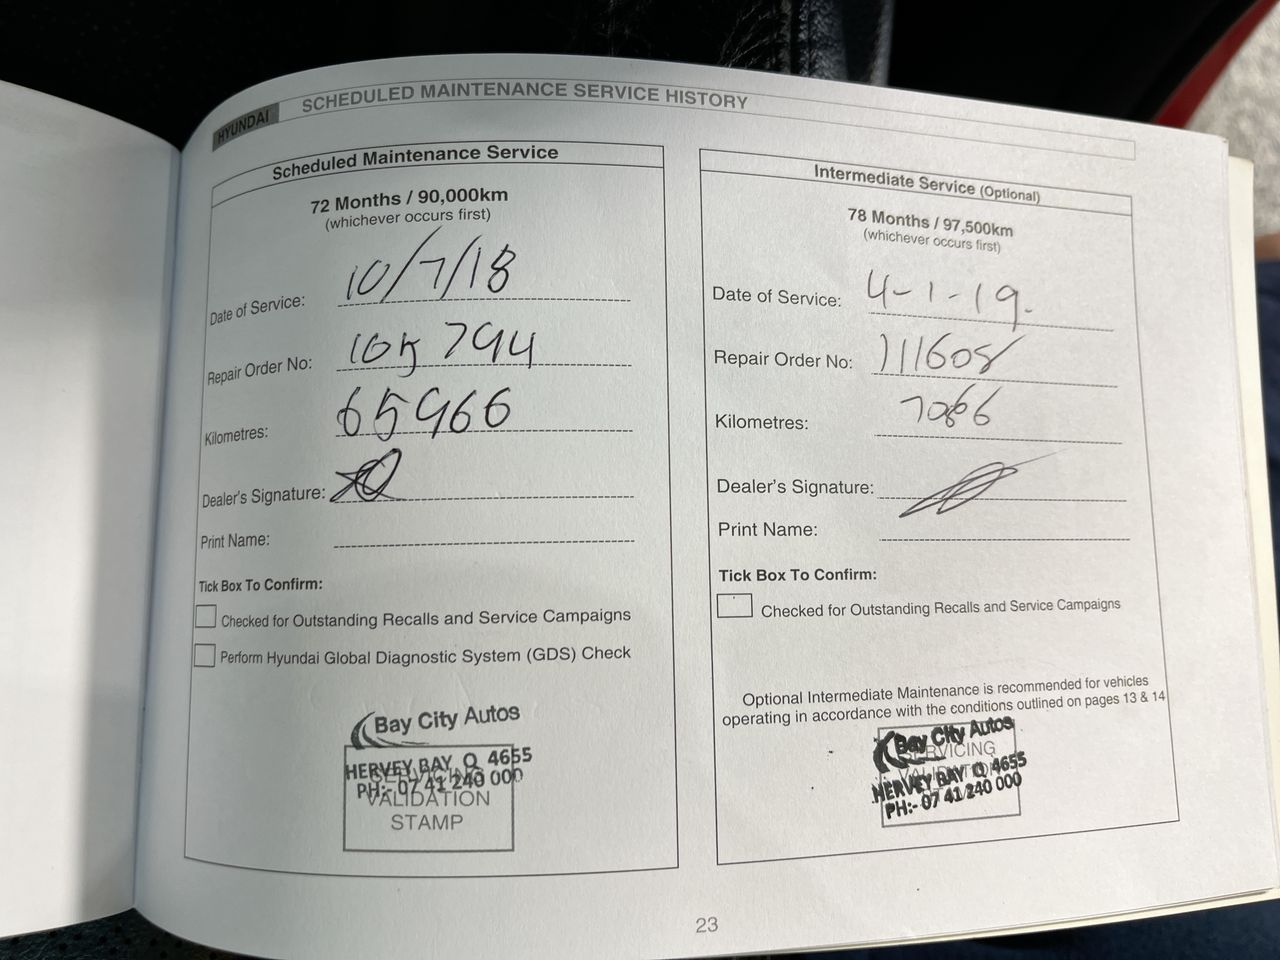 HYUNDAI SCHEDULED MAINTENANCE SERVICE HISTORY
Scheduled Maintenance Service
72 Months / 90,000km
(whichever occurs first)
Date of Service: 10/7/18
Repair Order No: 105794
Kilometres: 65966
Dealer's Signature:
Print Name:
Tick Box To Confirm:
Checked for Outstanding Recalls and Service Campaigns
Perform Hyundai Global Diagnostic System (GDS) Check
Bay City Autos
HERVEY BAY Q 4655
PH:- 07 41 240 000
SERVICING
VALIDATION
STAMP
Intermediate Service (Optional)
78 Months / 97,500km
(whichever occurs first)
Date of Service: 4-1-19.
Repair Order No: 111608
Kilometres:
Dealer's Signature:
Print Name:
Tick Box To Confirm:
Checked for Outstanding Recalls and Service Campaigns
Optional Intermediate Maintenance is recommended for vehicles
operating in accordance with the conditions outlined on pages 13 & 14
Bay City Autos
SERVICING
VALIDATION
HERVEY BAY Q 4655
PH:- 07 41 240 000
23